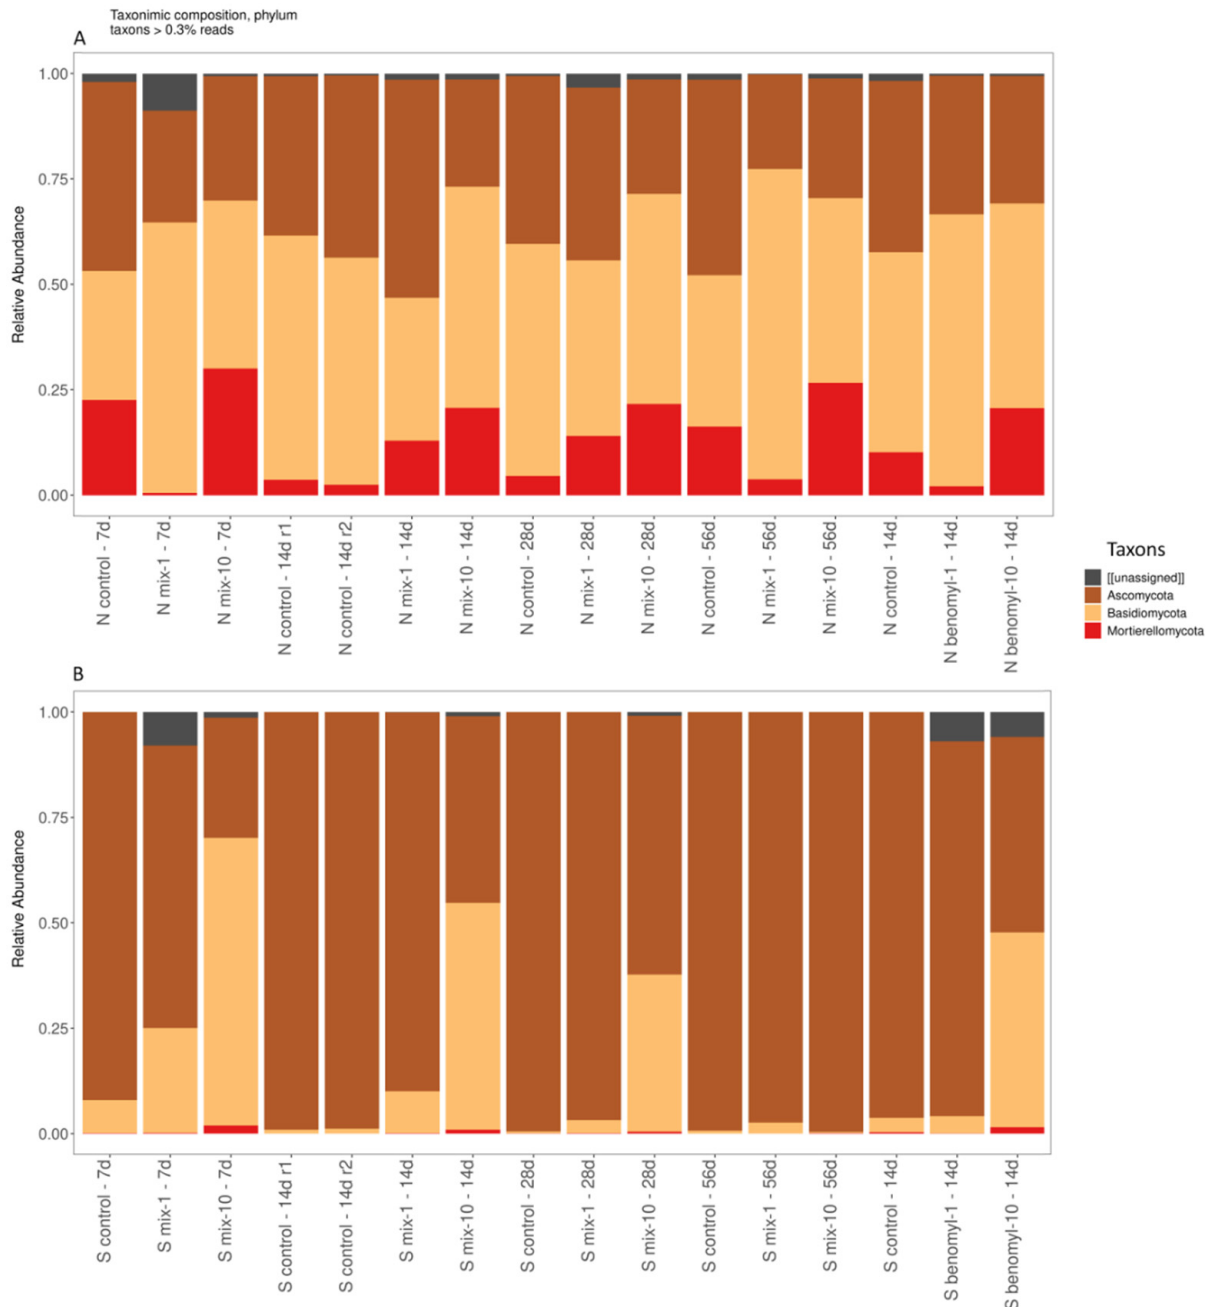 Taxonimic composition, phylum
taxons > 0.3% reads
A
1.00
0.75
0.50
0.25
0.00
Relative Abundance
N control - 7d
N mix-1 - 7d
N mix-10 - 7d
N control - 14d r1
N control - 14d r2
N mix-1 - 14d
N mix-10 - 14d
N control - 28d
N mix-1 - 28d
N mix-10 - 28d
N control - 56d
N mix-1 - 56d
N mix-10 - 56d
N control - 14d
N benomyl-1 - 14d
N benomyl-10 - 14d
Taxons
[[unassigned]]
Ascomycota
Basidiomycota
Mortierellomycota
B
1.00
0.75
0.50
0.25
0.00
Relative Abundance
S control - 7d
S mix-1 - 7d
S mix-10 - 7d
S control - 14d r1
S control - 14d r2
S mix-1 - 14d
S mix-10 - 14d
S control - 28d
S mix-1 - 28d
S mix-10 - 28d
S control - 56d
S mix-1 - 56d
S mix-10 - 56d
S control - 14d
S benomyl-1 - 14d
S benomyl-10 - 14d